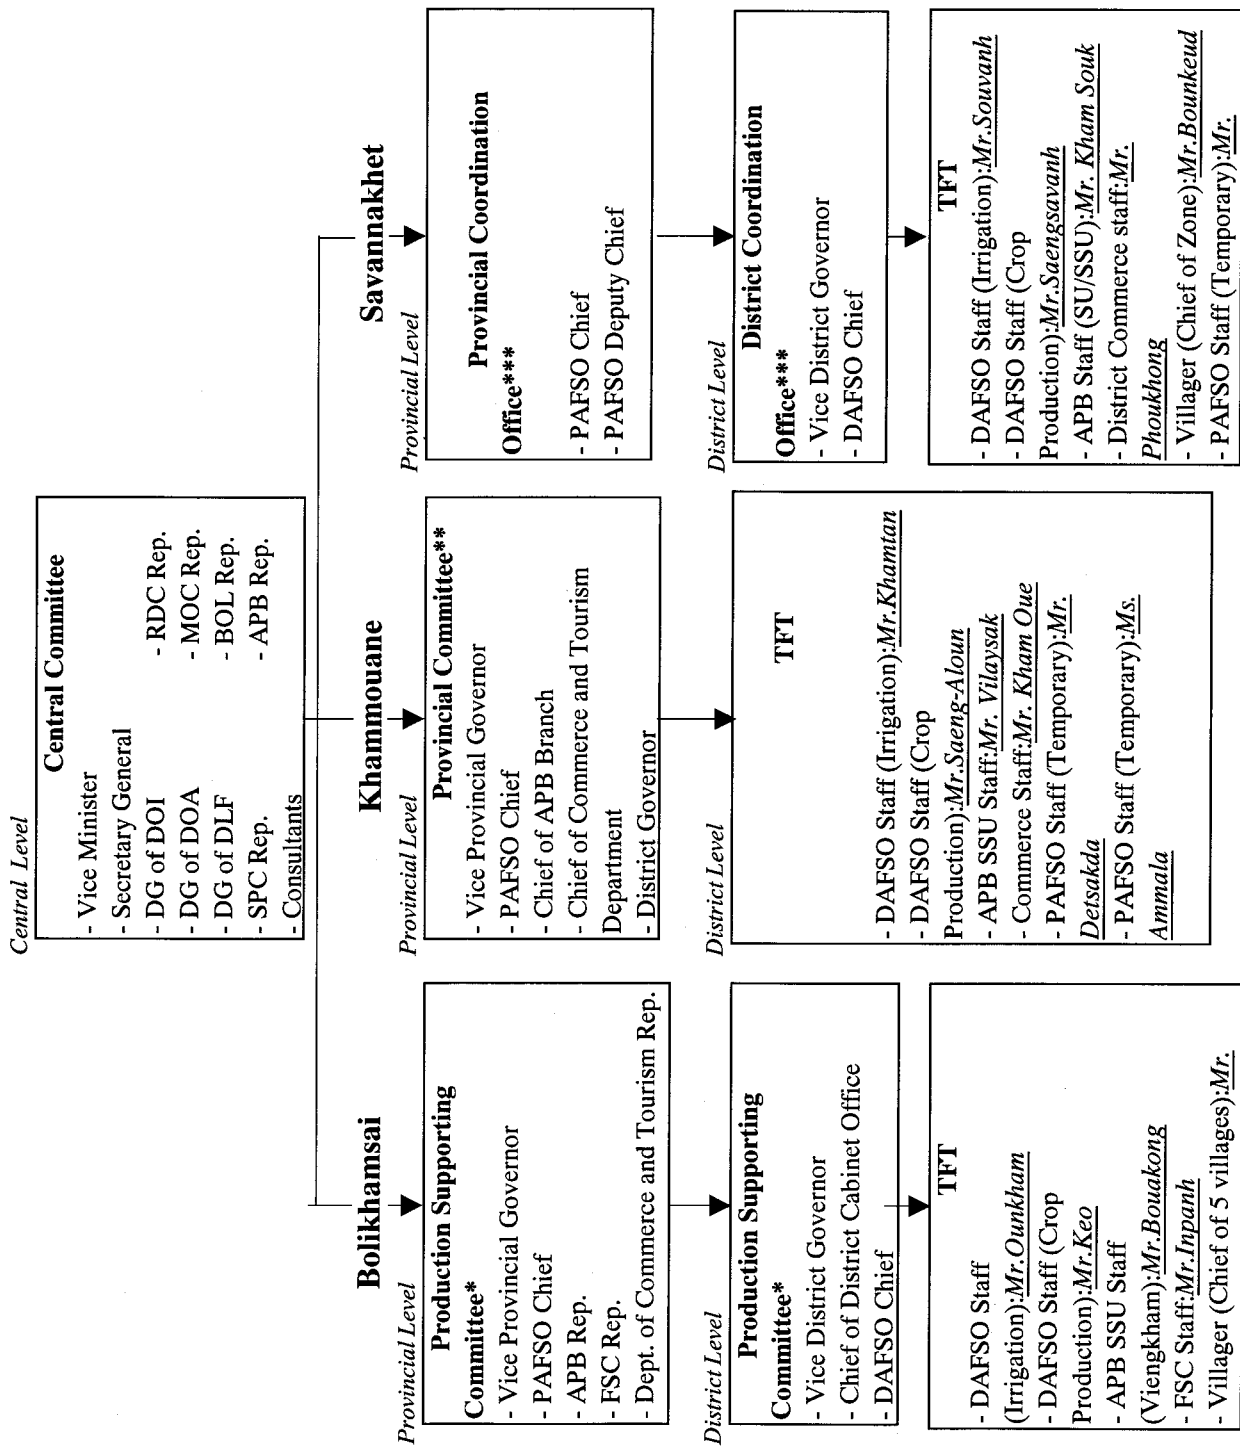 Central Level
Central Committee
- Vice Minister
- Secretary General
- DG of DOI
- DG of DOA
- DG of DLF
- SPC Rep.
- Consultants
- RDC Rep.
- MOC Rep.
- BOL Rep.
- APB Rep.
Bolikhamsai
Provincial Level
Production Supporting
Committee*
- Vice Provincial Governor
- PAFSO Chief
- APB Rep.
- FSC Rep.
- Dept. of Commerce and Tourism Rep.
District Level
Production Supporting
Committee*
- Vice District Governor
- Chief of District Cabinet Office
- DAFSO Chief
TFT
- DAFSO Staff
(Irrigation):Mr.Ounkham
- DAFSO Staff (Crop
Production):Mr.Keo
- APB SSU Staff
(Viengkham):Mr.Bouakong
- FSC Staff:Mr.Inpanh
- Villager (Chief of 5 villages):Mr.
Khammouane
Provincial Level
Provincial Committee**
- Vice Provincial Governor
- PAFSO Chief
- Chief of APB Branch
- Chief of Commerce and Tourism
Department
- District Governor
District Level
TFT
- DAFSO Staff (Irrigation):Mr.Khamtan
- DAFSO Staff (Crop
Production):Mr.Saeng-Aloun
- APB SSU Staff:Mr. Vilaysak
- Commerce Staff:Mr. Kham Oue
- PAFSO Staff (Temporary):Mr.
Detsakda
- PAFSO Staff (Temporary):Ms.
Ammala
Savannakhet
Provincial Level
Provincial Coordination
Office***
- PAFSO Chief
- PAFSO Deputy Chief
District Level
District Coordination
Office***
- Vice District Governor
- DAFSO Chief
TFT
- DAFSO Staff (Irrigation):Mr.Souvanh
- DAFSO Staff (Crop
Production):Mr.Saengsavanh
- APB Staff (SU/SSU):Mr. Kham Souk
- District Commerce staff:Mr.
Phoukhong
- Villager (Chief of Zone):Mr.Bounkeud
- PAFSO Staff (Temporary):Mr.